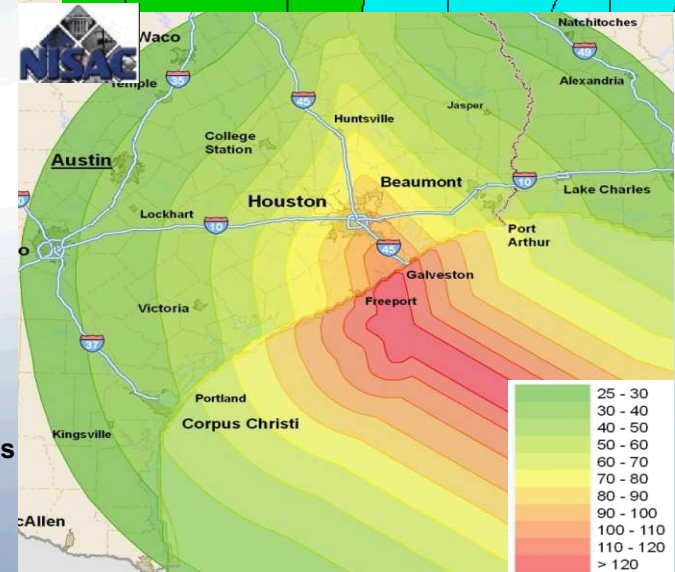 NISAC
Waco
Natchitoches
49
Temple
35
45
Alexandria
Jasper
Huntsville
College
Station
Austin
Beaumont
10
Lake Charles
Houston
Lockhart
10
Port
Arthur
45
Galveston
Freeport
Victoria
37
Portland
Corpus Christi
Kingsville
s
cAllen
25 - 30
30 - 40
40 - 50
50 - 60
60 - 70
70 - 80
80 - 90
90 - 100
100 - 110
110 - 120
> 120